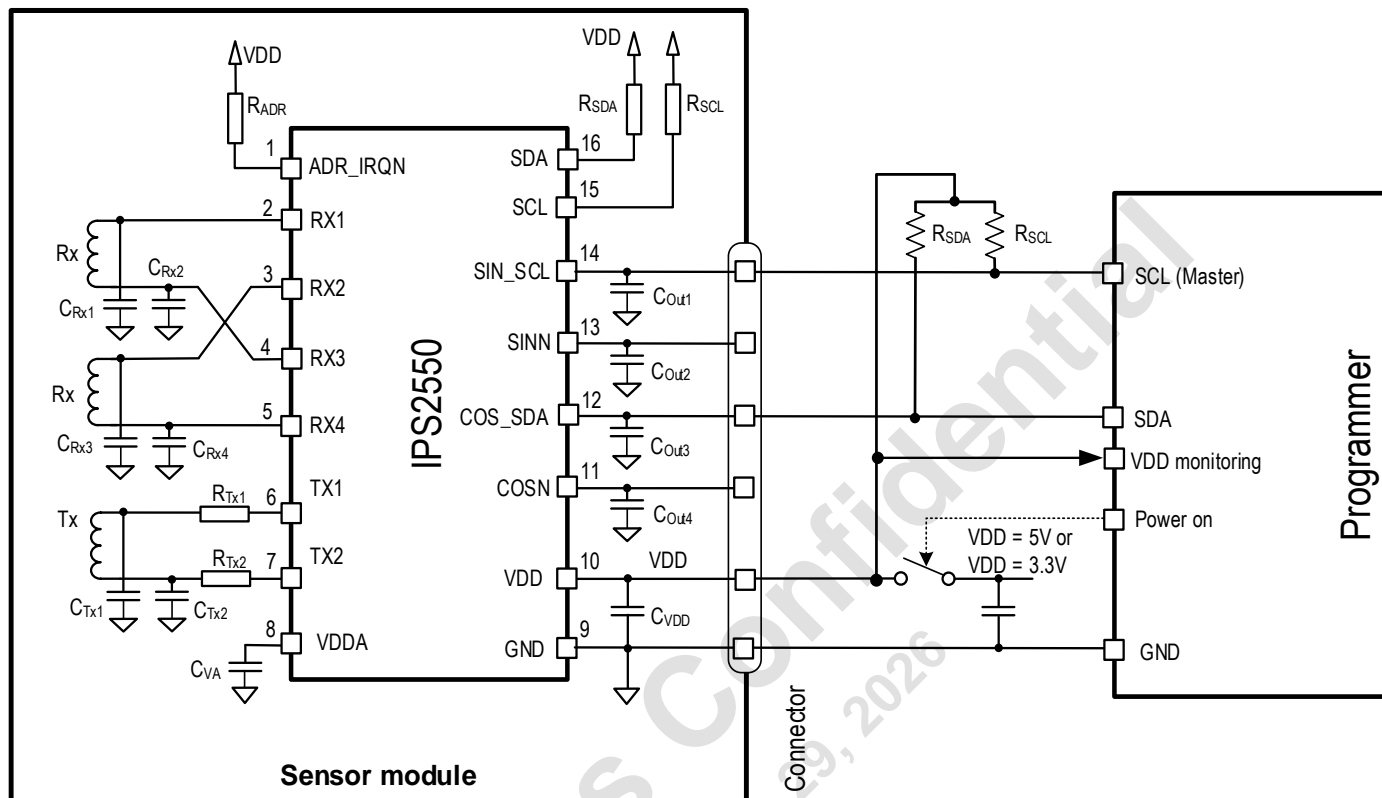 VDD
RADR
VDD
RSDA
RSCL
1
ADR_IRQN
16
SDA
15
SCL
2
RX1
Rx
CRx1
CRx2
3
RX2
4
RX3
Rx
CRx3
CRx4
5
RX4
RTx1
6
TX1
Tx
RTx2
7
TX2
CTx1
CTx2
8
VDDA
CVA
IPS2550
14
SIN_SCL
COut1
13
SINN
COut2
12
COS_SDA
COut3
11
COSN
COut4
10
VDD
VDD
CVDD
9
GND
Sensor module
Connector
RSDA
RSCL
SCL (Master)
SDA
VDD monitoring
Power on
VDD = 5V or
VDD = 3.3V
GND
Programmer
s Confidential
29, 2026